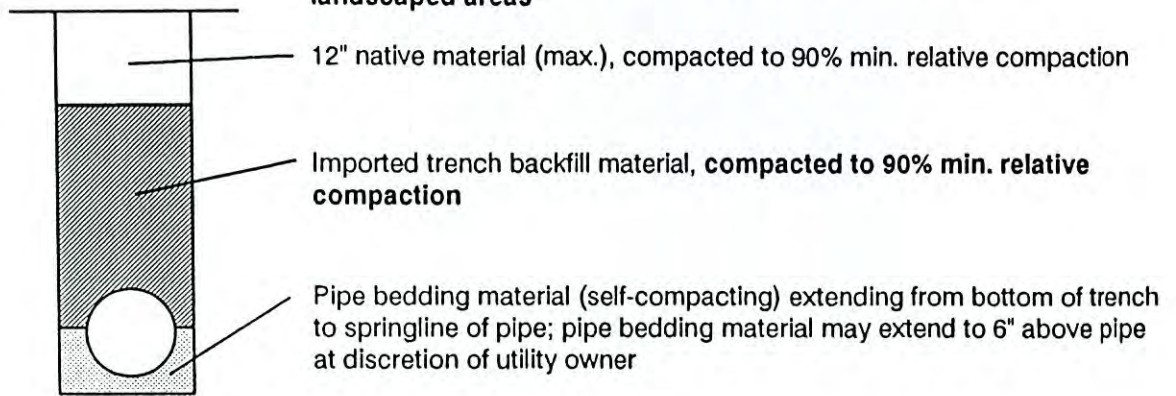 landscaped areas
12" native material (max.), compacted to 90% min. relative compaction
Imported trench backfill material, compacted to 90% min. relative
compaction
Pipe bedding material (self-compacting) extending from bottom of trench
to springline of pipe; pipe bedding material may extend to 6" above pipe
at discretion of utility owner